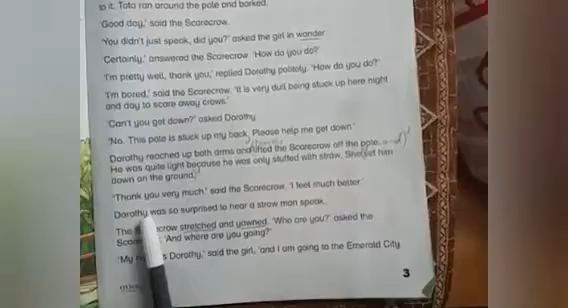 to it. Toto ran around the pole and barked.
'Good day,' said the Scarecrow.
'You didn't just speak, did you?' asked the girl in wonder.
'Certainly,' answered the Scarecrow. 'How do you do?'
'I'm pretty well, thank you,' replied Dorothy politely. 'How do you do?'
'I'm bored,' said the Scarecrow. 'It is very dull being stuck up here night
and day to scare away crows.'
'Can't you get down?' asked Dorothy.
'No. This pole is stuck up my back. Please help me get down.'
Dorothy reached up both arms and lifted the Scarecrow off the pole.
He was quite light because he was only stuffed with straw. She set him
down on the ground.
'Thank you very much,' said the Scarecrow. 'I feel much better.'
Dorothy was so surprised to hear a straw man speak.
The crow stretched and yawned. 'Who are you?' asked the
'And where are you going?'
'My Dorothy,' said the girl, 'and I am going to the Emerald City
3